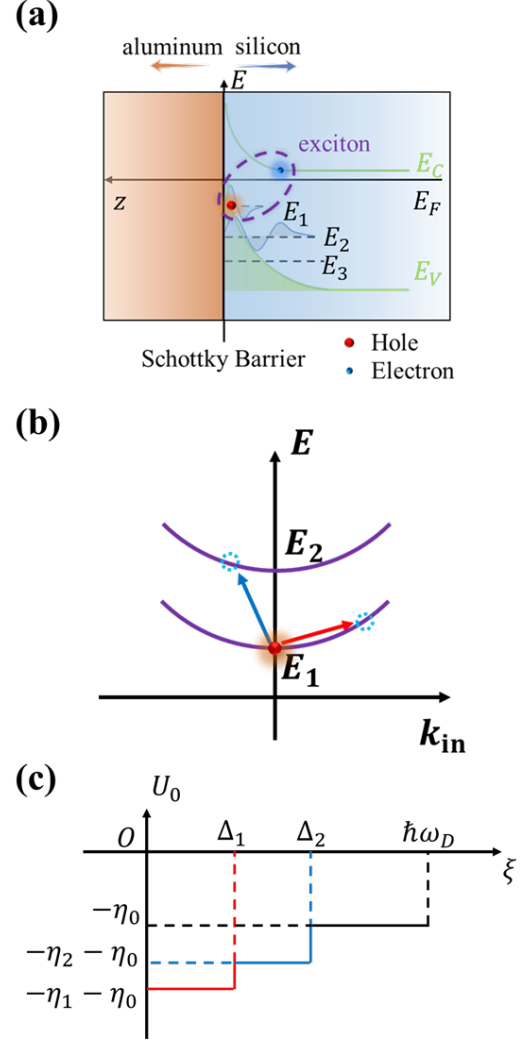 (a)
aluminum silicon
E
exciton
E_C
z
E_F
E_1
E_2
E_3
E_V
Schottky Barrier
Hole
Electron
(b)
E
E_2
E_1
k_in
(c)
U_0
O Δ_1 Δ_2 ℏω_D
ξ
−η_0
−η_2 − η_0
−η_1 − η_0